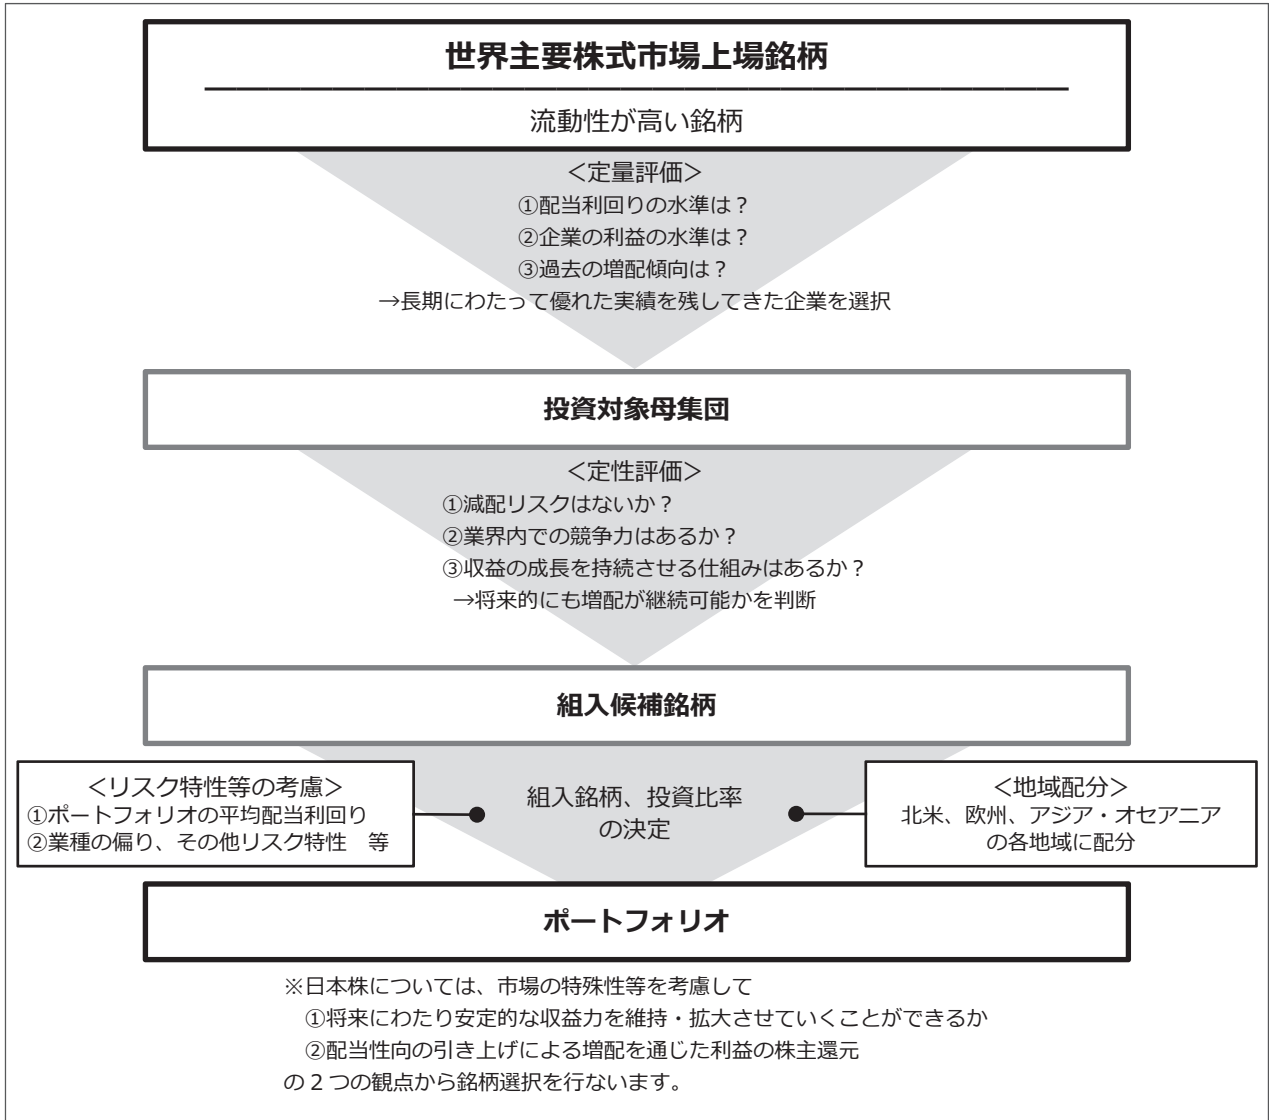 世界主要株式市場上場銘柄
流動性が高い銘柄
＜定量評価＞
①配当利回りの水準は？
②企業の利益の水準は？
③過去の増配傾向は？
→長期にわたって優れた実績を残してきた企業を選択
投資対象母集団
＜定性評価＞
①減配リスクはないか？
②業界内での競争力はあるか？
③収益の成長を持続させる仕組みはあるか？
→将来的にも増配が継続可能かを判断
組入候補銘柄
＜リスク特性等の考慮＞
①ポートフォリオの平均配当利回り
②業種の偏り、その他リスク特性　等
組入銘柄、投資比率
の決定
＜地域配分＞
北米、欧州、アジア・オセアニア
の各地域に配分
ポートフォリオ
※日本株については、市場の特殊性等を考慮して
①将来にわたり安定的な収益力を維持・拡大させていくことができるか
②配当性向の引き上げによる増配を通じた利益の株主還元
の２つの観点から銘柄選択を行ないます。